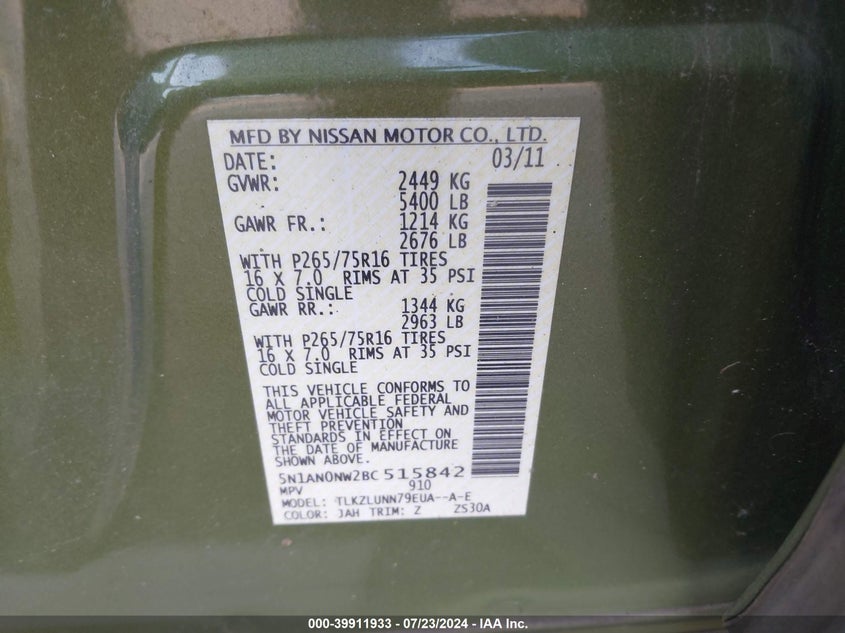 MFD BY NISSAN MOTOR CO., LTD.
DATE: 03/11
GVWR: 2449 KG
5400 LB
GAWR FR.: 1214 KG
2676 LB
WITH P265/75R16 TIRES
16 X 7.0 RIMS AT 35 PSI
COLD SINGLE
GAWR RR.: 1344 KG
2963 LB
WITH P265/75R16 TIRES
16 X 7.0 RIMS AT 35 PSI
COLD SINGLE
THIS VEHICLE CONFORMS TO
ALL APPLICABLE FEDERAL
MOTOR VEHICLE SAFETY AND
THEFT PREVENTION
STANDARDS IN EFFECT ON
THE DATE OF MANUFACTURE
SHOWN ABOVE.
5N1AN0NW2BC515842
MPV 910
MODEL: TLKZLUNN79EUA--A-E
COLOR: JAH TRIM: Z ZS30A
000-39911933 / 07/23/2024 - IAA Inc.